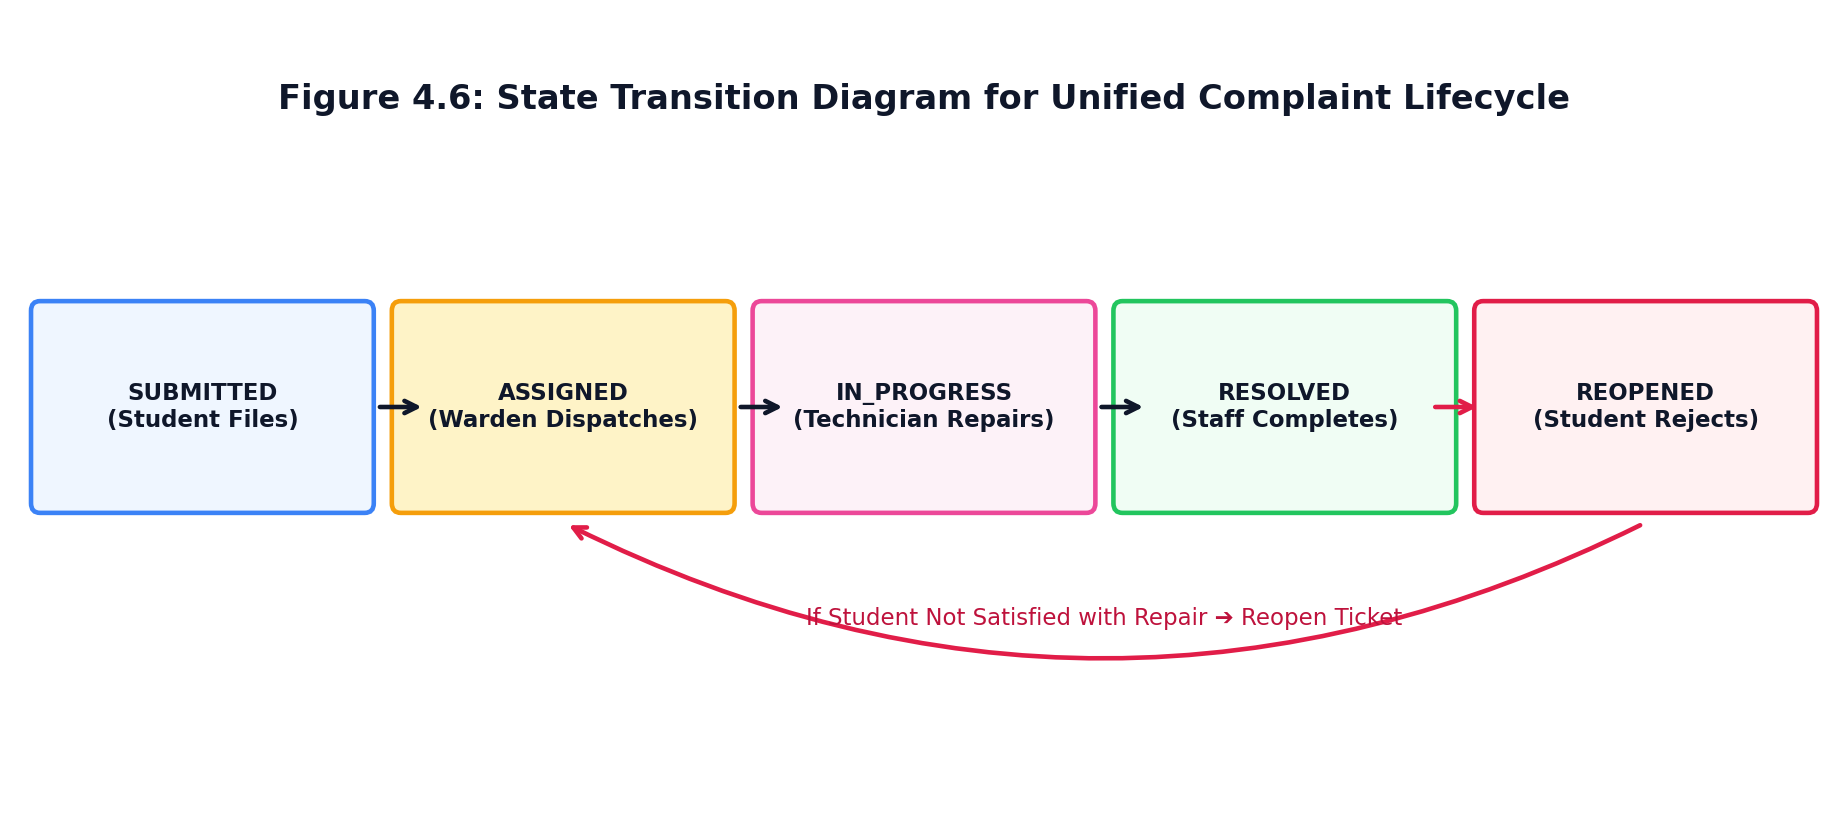 Figure 4.6: State Transition Diagram for Unified Complaint Lifecycle
SUBMITTED
(Student Files)
ASSIGNED
(Warden Dispatches)
IN_PROGRESS
(Technician Repairs)
RESOLVED
(Staff Completes)
REOPENED
(Student Rejects)
If Student Not Satisfied with Repair ➔ Reopen Ticket